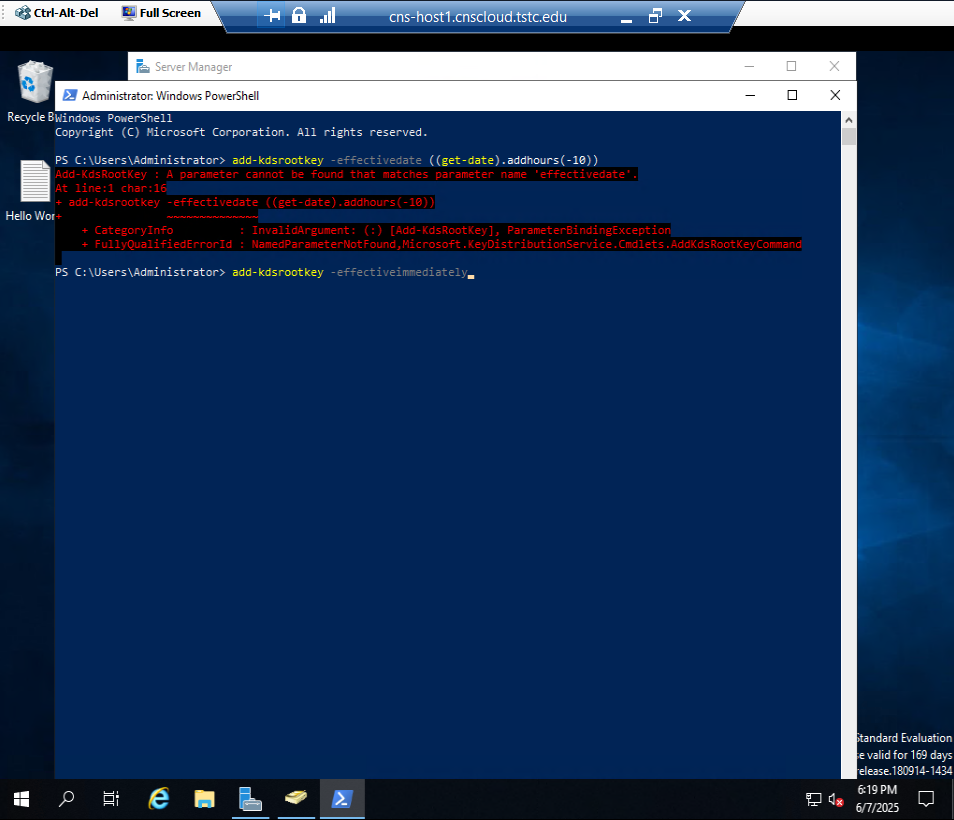 Ctrl-Alt-Del
Full Screen
cns-host1.cnscloud.tstc.edu
Server Manager
Recycle B
Administrator: Windows PowerShell
Windows PowerShell
Copyright (C) Microsoft Corporation. All rights reserved.
PS C:\Users\Administrator> add-kdsrootkey -effectivedate ((get-date).addhours(-10))
Add-KdsRootKey : A parameter cannot be found that matches parameter name 'effectivedate'.
At line:1 char:16
+ add-kdsrootkey -effectivedate ((get-date).addhours(-10))
+                ~~~~~~~~~~~~~~
    + CategoryInfo          : InvalidArgument: (:) [Add-KdsRootKey], ParameterBindingException
    + FullyQualifiedErrorId : NamedParameterNotFound,Microsoft.KeyDistributionService.Cmdlets.AddKdsRootKeyCommand
PS C:\Users\Administrator> add-kdsrootkey -effectiveimmediately_
Hello Wor
Standard Evaluation
se valid for 169 days
release.180914-1434
6:19 PM
6/7/2025